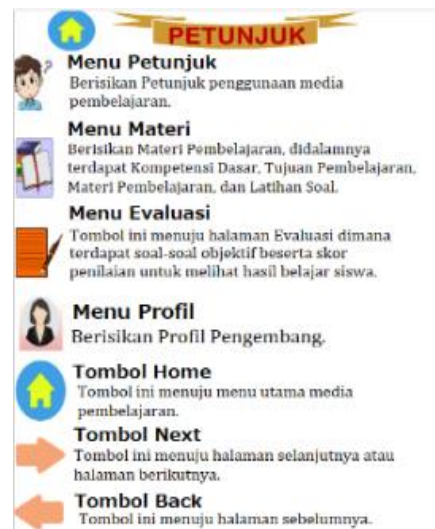 PETUNJUK
?
Menu Petunjuk
Berisikan Petunjuk penggunaan media
pembelajaran.
Menu Materi
Berisikan Materi Pembelajaran, didalamnya
terdapat Kompetensi Dasar, Tujuan Pembelajaran,
Materi Pembelajaran, dan Latihan Soal.
Menu Evaluasi
Tombol ini menuju halaman Evaluasi dimana
terdapat soal-soal objektif beserta skor
penilaian untuk melihat hasil belajar siswa.
Menu Profil
Berisikan Profil Pengembang.
Tombol Home
Tombol ini menuju menu utama media
pembelajaran.
Tombol Next
Tombol ini menuju halaman selanjutnya atau
halaman berikutnya.
Tombol Back
Tombol ini menuju halaman sebelumnya.